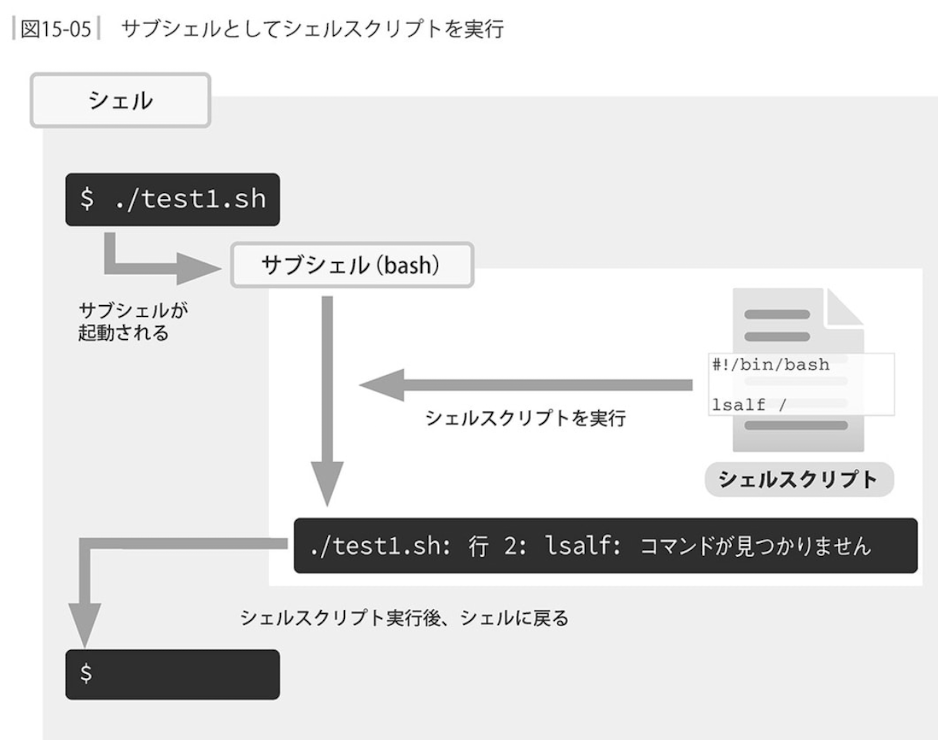 図15-05 サブシェルとしてシェルスクリプトを実行
シェル
$ ./test1.sh
サブシェル（bash）
サブシェルが
起動される
#!/bin/bash
lsalf /
シェルスクリプトを実行
シェルスクリプト
./test1.sh: 行 2: lsalf: コマンドが見つかりません
シェルスクリプト実行後、シェルに戻る
$